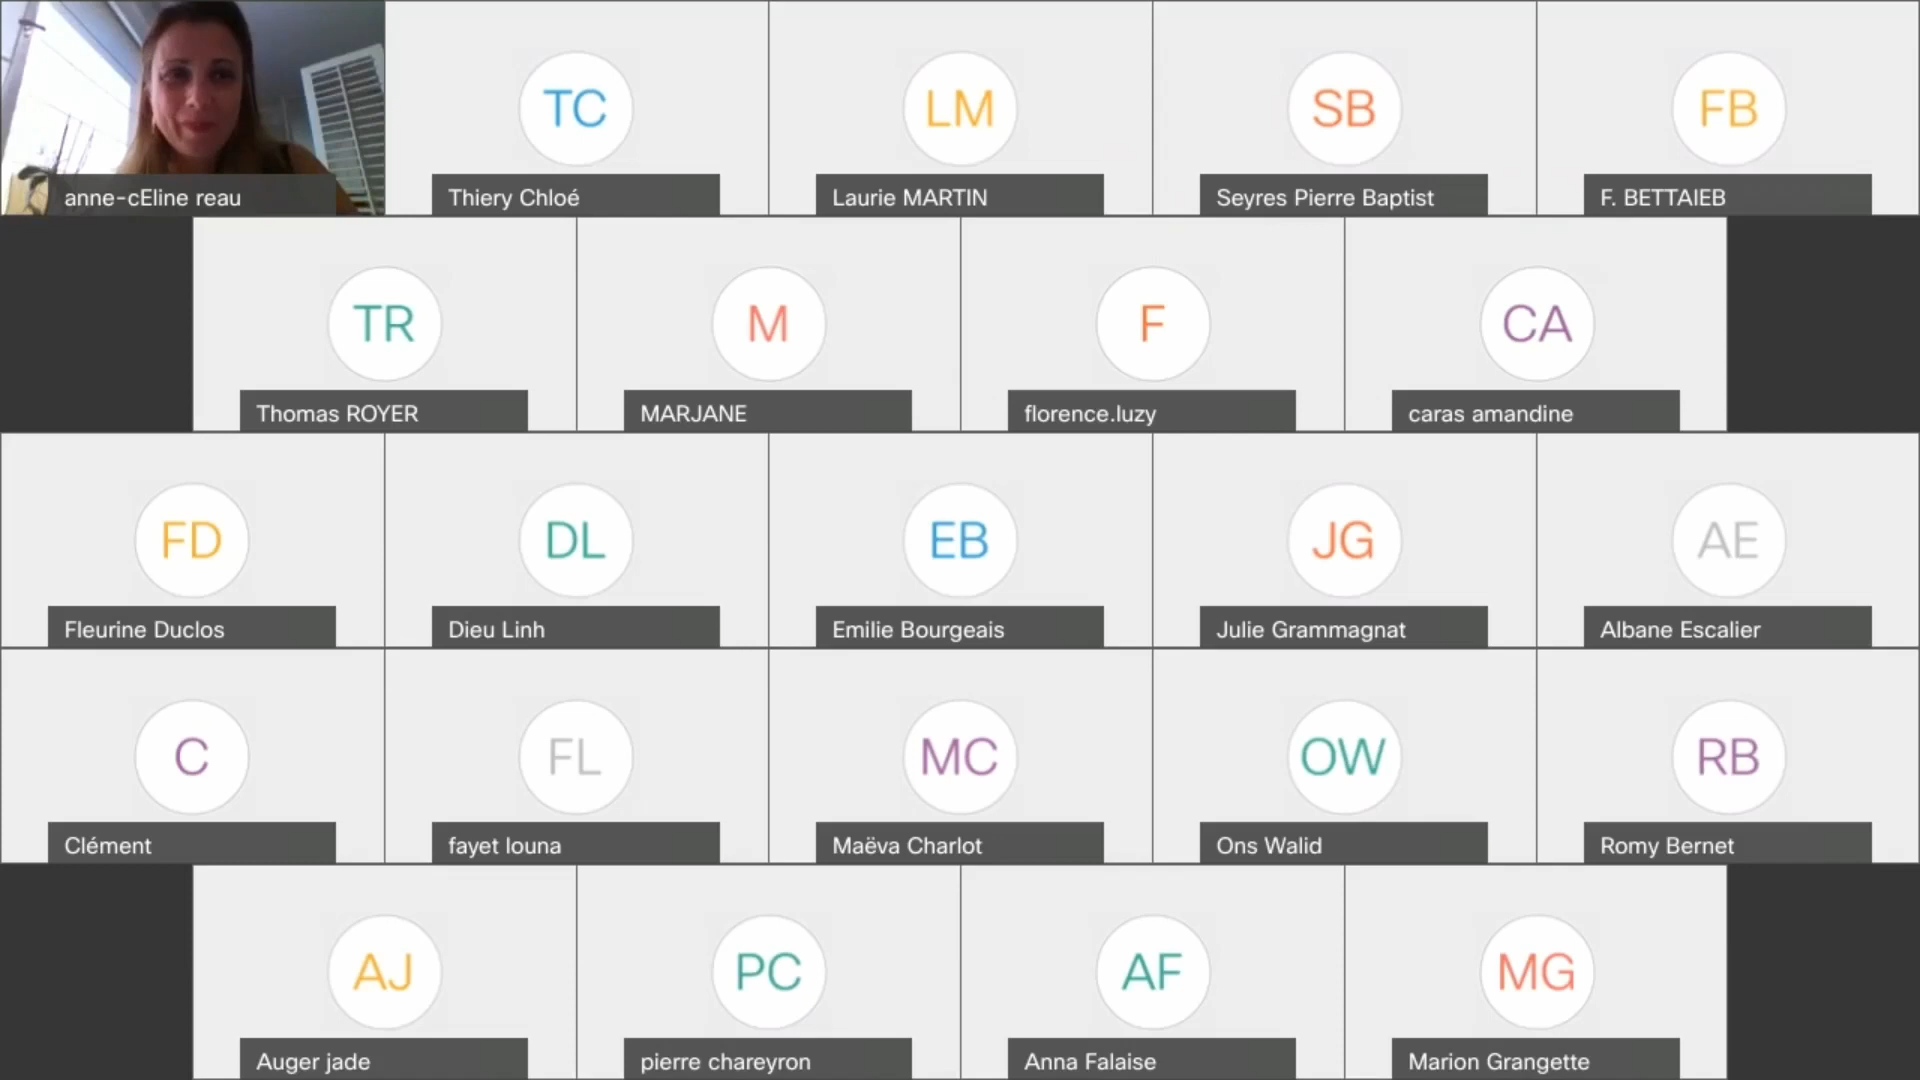 anne-cEline reau
TC
Thiery Chloé
LM
Laurie MARTIN
SB
Seyres Pierre Baptist
FB
F. BETTAIEB
TR
Thomas ROYER
M
MARJANE
F
florence.luzy
CA
caras amandine
FD
Fleurine Duclos
DL
Dieu Linh
EB
Emilie Bourgeais
JG
Julie Grammagnat
AE
Albane Escalier
C
Clément
FL
fayet louna
MC
Maëva Charlot
OW
Ons Walid
RB
Romy Bernet
AJ
Auger jade
PC
pierre chareyron
AF
Anna Falaise
MG
Marion Grangette